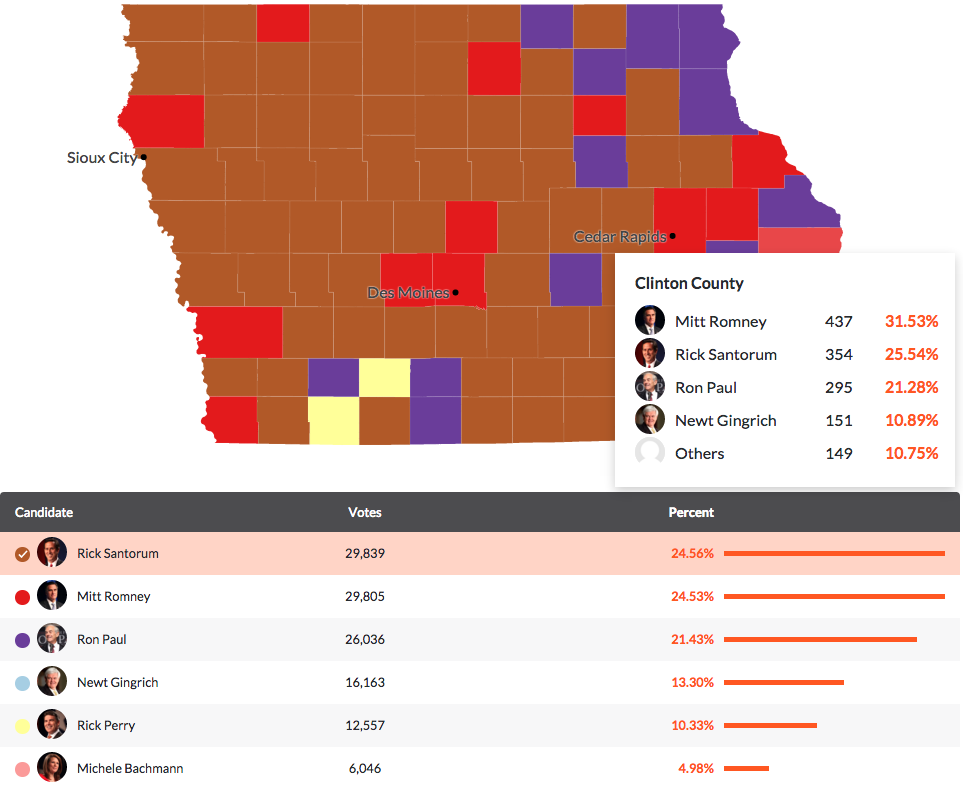 Sioux City
Cedar Rapids
Des Moines
Clinton County
Mitt Romney 437 31.53%
Rick Santorum 354 25.54%
Ron Paul 295 21.28%
Newt Gingrich 151 10.89%
Others 149 10.75%
Candidate Votes Percent
Rick Santorum 29,839 24.56%
Mitt Romney 29,805 24.53%
Ron Paul 26,036 21.43%
Newt Gingrich 16,163 13.30%
Rick Perry 12,557 10.33%
Michele Bachmann 6,046 4.98%